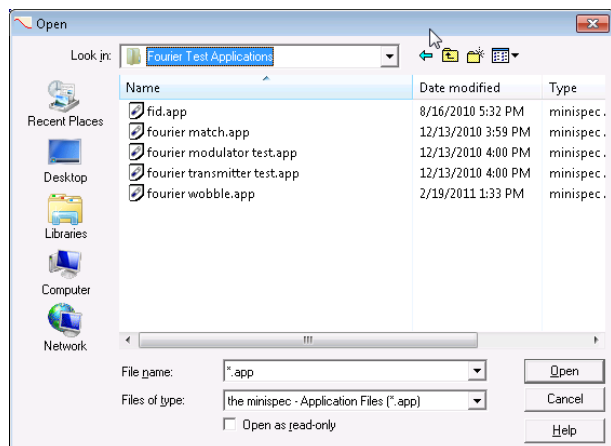 Open
Look in: Fourier Test Applications
Name Date modified Type
fid.app 8/16/2010 5:32 PM minispec .
fourier match.app 12/13/2010 3:59 PM minispec .
fourier modulator test.app 12/13/2010 4:00 PM minispec .
fourier transmitter test.app 12/13/2010 4:00 PM minispec .
fourier wobble.app 2/19/2011 1:33 PM minispec .
Recent Places
Desktop
Libraries
Computer
Network
File name: *.app Open
Files of type: the minispec - Application Files (*.app) Cancel
Open as read-only Help